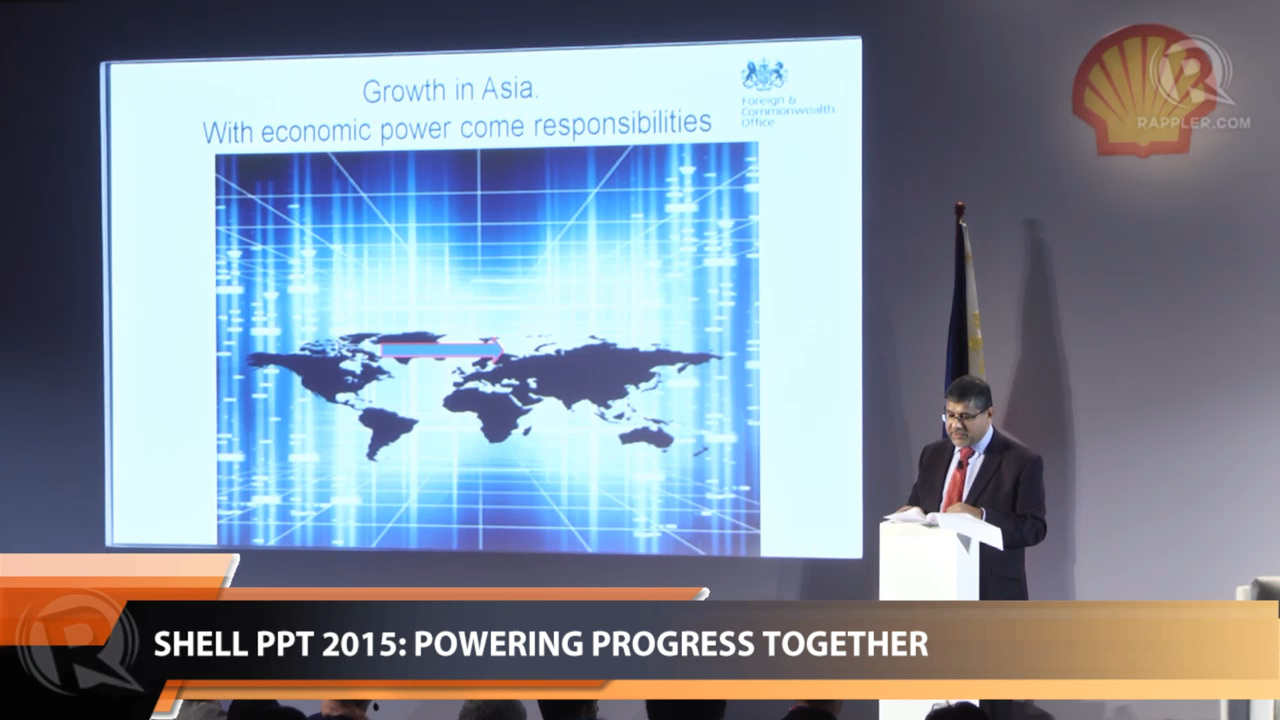 Growth in Asia.
With economic power come responsibilities
Foreign &
Commonwealth
Office
R
RAPPLER.COM
R
SHELL PPT 2015: POWERING PROGRESS TOGETHER